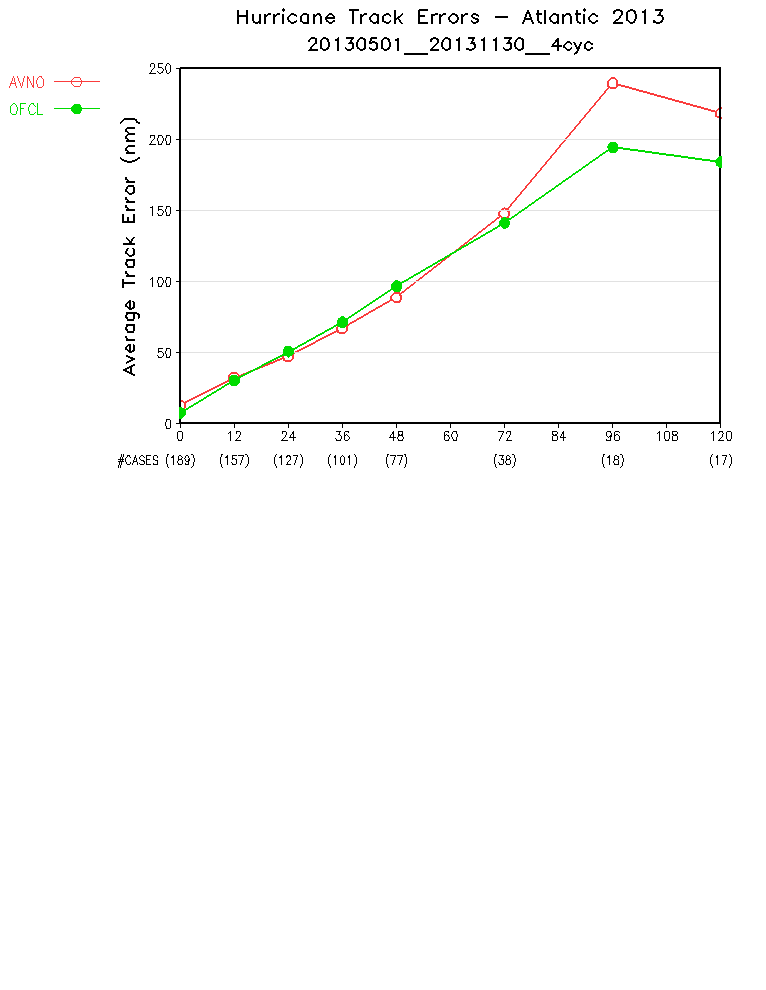 Hurricane Track Errors – Atlantic 2013
20130501__20131130__4cyc
AVNO
OFCL
Average Track Error (nm)
250
200
150
100
50
0
0 12 24 36 48 60 72 84 96 108 120
#CASES (189) (157) (127) (101) (77) (38) (18) (17)